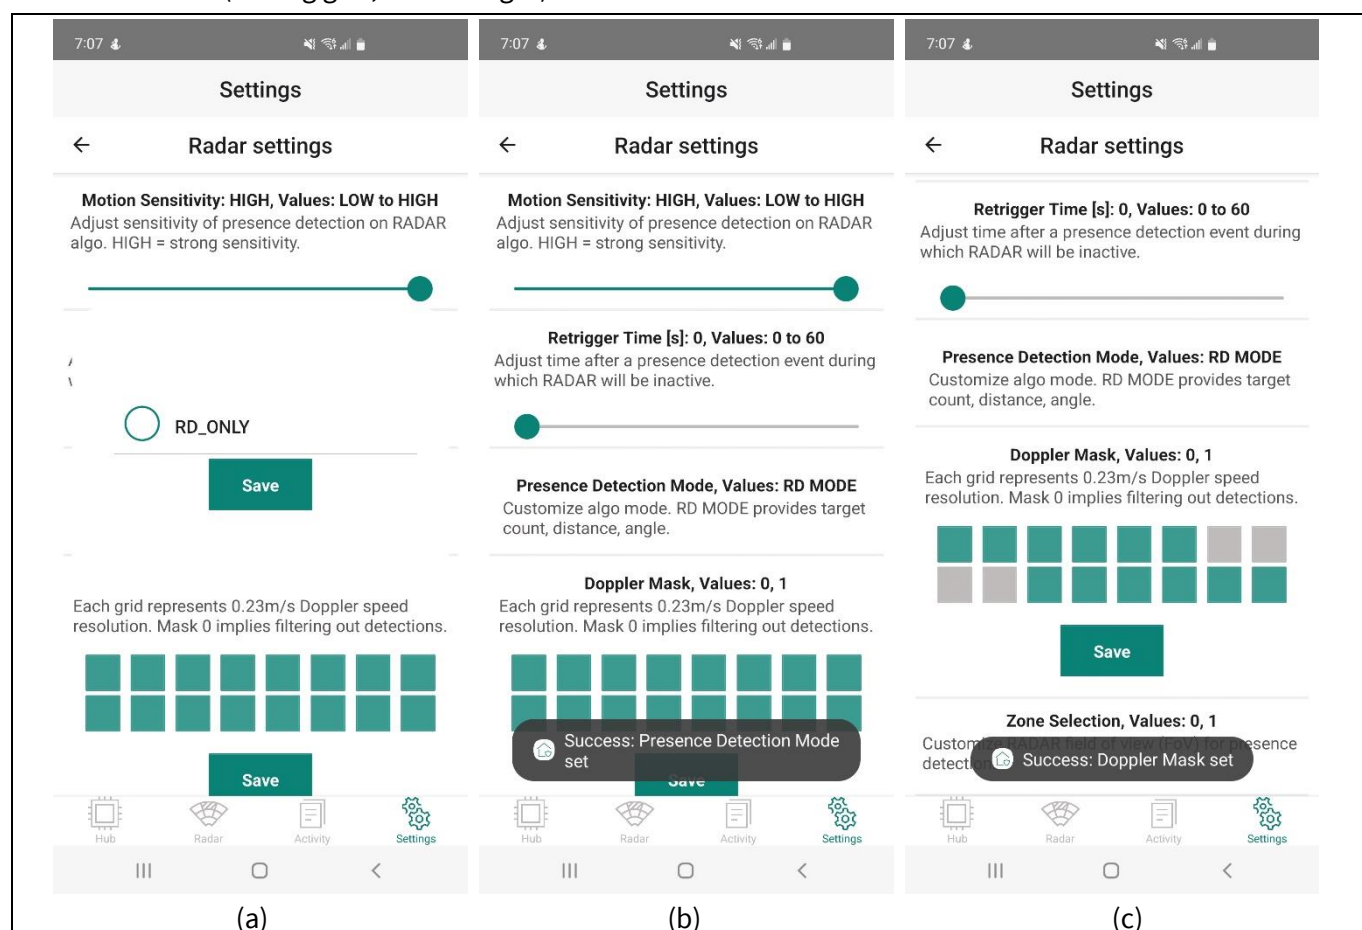 7:07
Settings
Radar settings
Motion Sensitivity: HIGH, Values: LOW to HIGH
Adjust sensitivity of presence detection on RADAR
algo. HIGH = strong sensitivity.
RD_ONLY
Save
Each grid represents 0.23m/s Doppler speed
resolution. Mask 0 implies filtering out detections.
Save
Hub
Radar
Activity
Settings
(a)
7:07
Settings
Radar settings
Motion Sensitivity: HIGH, Values: LOW to HIGH
Adjust sensitivity of presence detection on RADAR
algo. HIGH = strong sensitivity.
Retrigger Time [s]: 0, Values: 0 to 60
Adjust time after a presence detection event during
which RADAR will be inactive.
Presence Detection Mode, Values: RD MODE
Customize algo mode. RD MODE provides target
count, distance, angle.
Doppler Mask, Values: 0, 1
Each grid represents 0.23m/s Doppler speed
resolution. Mask 0 implies filtering out detections.
Success: Presence Detection Mode
set
Save
Hub
Radar
Activity
Settings
(b)
7:07
Settings
Radar settings
Retrigger Time [s]: 0, Values: 0 to 60
Adjust time after a presence detection event during
which RADAR will be inactive.
Presence Detection Mode, Values: RD MODE
Customize algo mode. RD MODE provides target
count, distance, angle.
Doppler Mask, Values: 0, 1
Each grid represents 0.23m/s Doppler speed
resolution. Mask 0 implies filtering out detections.
Save
Zone Selection, Values: 0, 1
Customize RADAR field of view (FoV) for presence
Success: Doppler Mask set
Hub
Radar
Activity
Settings
(c)